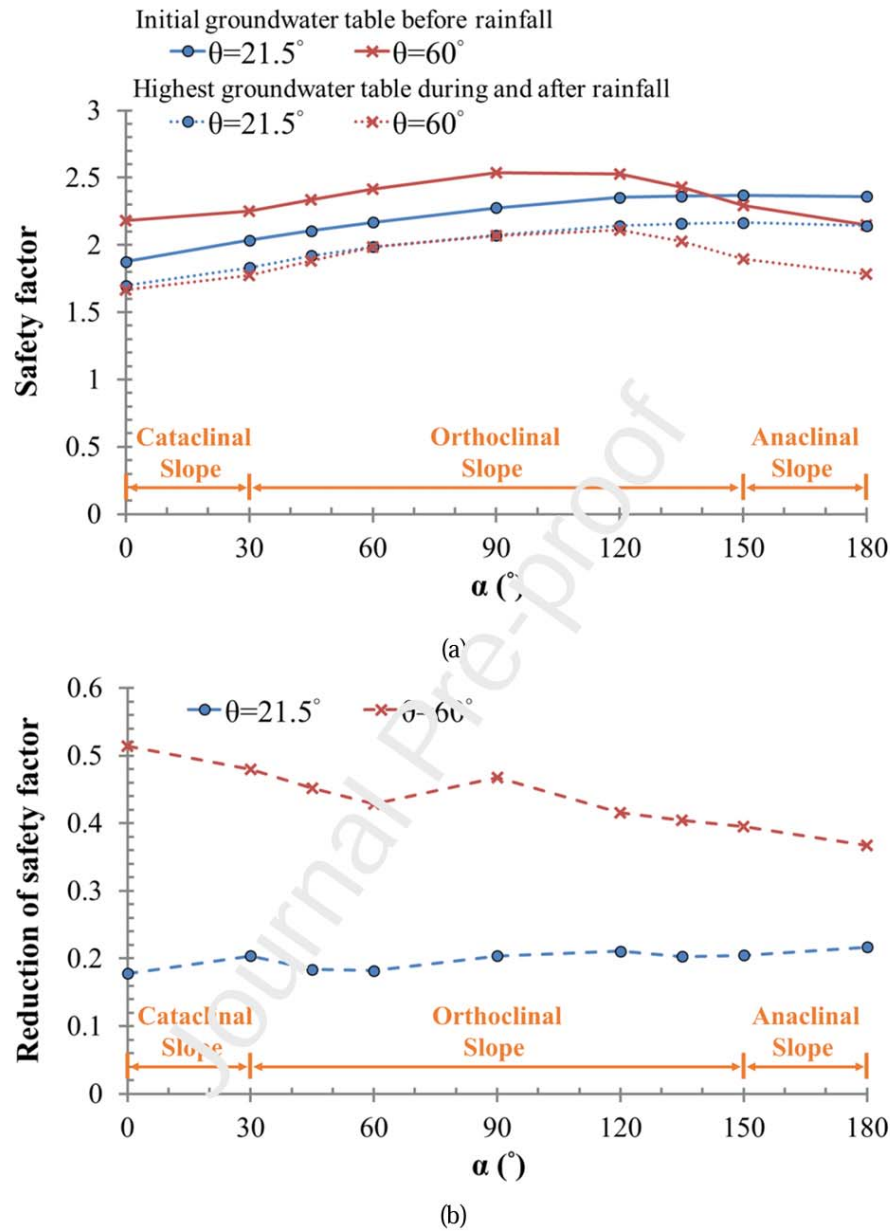 Initial groundwater table before rainfall
θ=21.5° θ=60°
Highest groundwater table during and after rainfall
θ=21.5° θ=60°
3
2.5
2
1.5
1
0.5
0
Safety factor
Cataclinal Slope
Orthoclinal Slope
Anaclinal Slope
0 30 60 90 120 150 180
α (°)
(a)
0.6
0.5
0.4
0.3
0.2
0.1
0
Reduction of safety factor
θ=21.5° θ=60°
Cataclinal Slope
Orthoclinal Slope
Anaclinal Slope
0 30 60 90 120 150 180
α (°)
(b)
Journal Pre-proof